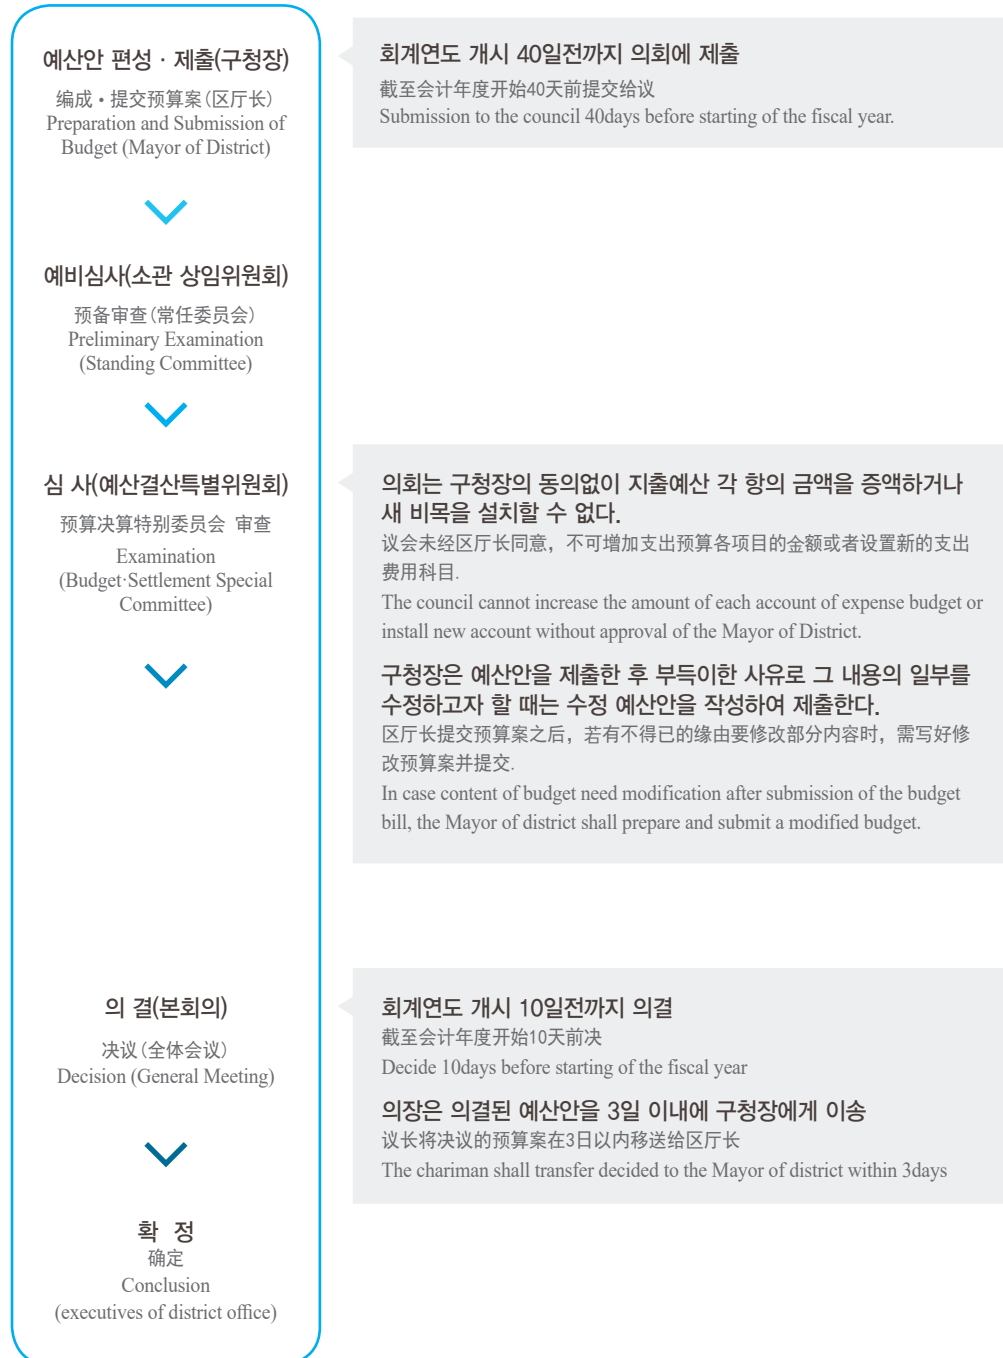 예산안 편성 · 제출(구청장)
编成 • 提交预算案(区厅长)
Preparation and Submission of
Budget (Mayor of District)
회계연도 개시 40일전까지 의회에 제출
截至会计年度开始40天前提交给议
Submission to the council 40days before starting of the fiscal year.
예비심사(소관 상임위원회)
预备审查(常任委员会)
Preliminary Examination
(Standing Committee)
심 사(예산결산특별위원회)
预算决算特别委员会 审查
Examination
(Budget·Settlement Special
Committee)
의회는 구청장의 동의없이 지출예산 각 항의 금액을 증액하거나
새 비목을 설치할 수 없다.
议会未经区厅长同意，不可增加支出预算各项目的金额或者设置新的支出
费用科目.
The council cannot increase the amount of each account of expense budget or
install new account without approval of the Mayor of District.
구청장은 예산안을 제출한 후 부득이한 사유로 그 내용의 일부를
수정하고자 할 때는 수정 예산안을 작성하여 제출한다.
区厅长提交预算案之后，若有不得已的缘由要修改部分内容时，需写好修
改预算案并提交.
In case content of budget need modification after submission of the budget
bill, the Mayor of district shall prepare and submit a modified budget.
의 결(본회의)
决议(全体会议)
Decision (General Meeting)
회계연도 개시 10일전까지 의결
截至会计年度开始10天前决
Decide 10days before starting of the fiscal year
의장은 의결된 예산안을 3일 이내에 구청장에게 이송
议长将决议的预算案在3日以内移送给区厅长
The chariman shall transfer decided to the Mayor of district within 3days
확 정
确定
Conclusion
(executives of district office)